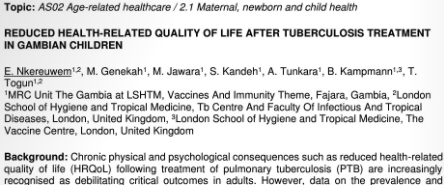 Topic: AS02 Age-related healthcare / 2.1 Maternal, newborn and child health
REDUCED HEALTH-RELATED QUALITY OF LIFE AFTER TUBERCULOSIS TREATMENT
IN GAMBIAN CHILDREN
E. Nkereuwem¹,², M. Genekah¹, M. Jawara¹, S. Kandeh¹, A. Tunkara¹, B. Kampmann¹,³, T.
Togun¹,²
¹MRC Unit The Gambia at LSHTM, Vaccines And Immunity Theme, Fajara, Gambia, ²London
School of Hygiene and Tropical Medicine, Tb Centre And Faculty Of Infectious And Tropical
Diseases, London, United Kingdom, ³London School of Hygiene and Tropical Medicine, The
Vaccine Centre, London, United Kingdom
Background: Chronic physical and psychological consequences such as reduced health-related
quality of life (HRQoL) following treatment of pulmonary tuberculosis (PTB) are increasingly
recognised as debilitating critical outcomes in adults. However, data on the prevalence and